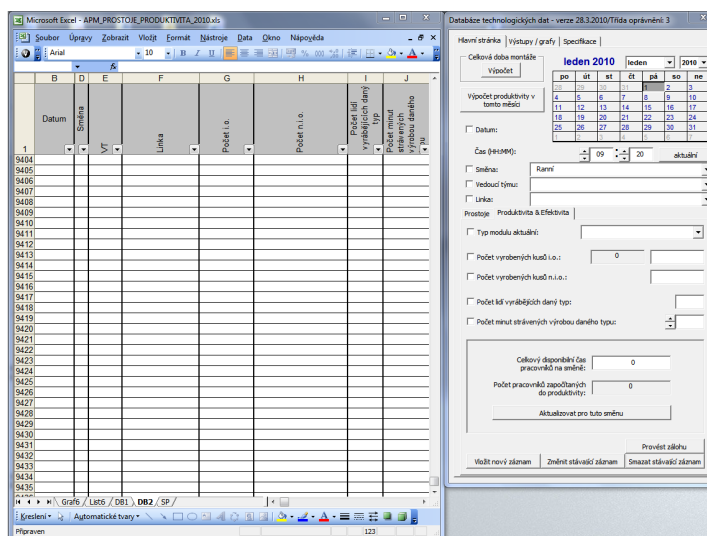 Microsoft Excel - APM_PROSTOJE_PRODUKTIVITA_2010.xls
Soubor Úpravy Zobrazit Vložit Formát Nástroje Data Okno Nápověda
Arial 10 B I U
fx
B D E F G H I J
1 Datum Směna VT Linka Počet i.o. Počet n.i.o. Počet lidí vyrábějících daný typ Počet minut strávených výrobou daného
9404
9405
9406
9407
9408
9409
9410
9411
9412
9413
9414
9415
9416
9417
9418
9419
9420
9421
9422
9423
9424
9425
9426
9427
9428
9429
9430
9431
9432
9433
9434
9435
Graf6 List6 DB1 DB2 SP
Kreslení Automatické tvary
Připraven 123
Databáze technologických dat - verze 28.3.2010/Třída oprávnění: 3
Hlavní stránka Výstupy / grafy Specifikace
Celková doba montáže
Výpočet
Výpočet produktivity v tomto měsíci
leden 2010 leden 2010
po út st čt pá so ne
28 29 30 31 1 2 3
4 5 6 7 8 9 10
11 12 13 14 15 16 17
18 19 20 21 22 23 24
25 26 27 28 29 30 31
1 2 3 4 5 6 7
Datum:
Čas (HH:MM): 09 : 20 aktuální
Směna: Ranní
Vedoucí týmu:
Linka:
Prostoje Produktivita & Efektivita
Typ modulu aktuální:
Počet vyrobených kusů i.o.: 0
Počet vyrobených kusů n.i.o.:
Počet lidí vyrábějících daný typ:
Počet minut strávených výrobou daného typu:
Celkový disponibilní čas pracovníků na směně: 0
Počet pracovníků započítaných do produktivity: 0
Aktualizovat pro tuto směnu
Provést zálohu
Vložit nový záznam Změnit stávající záznam Smazat stávající záznam